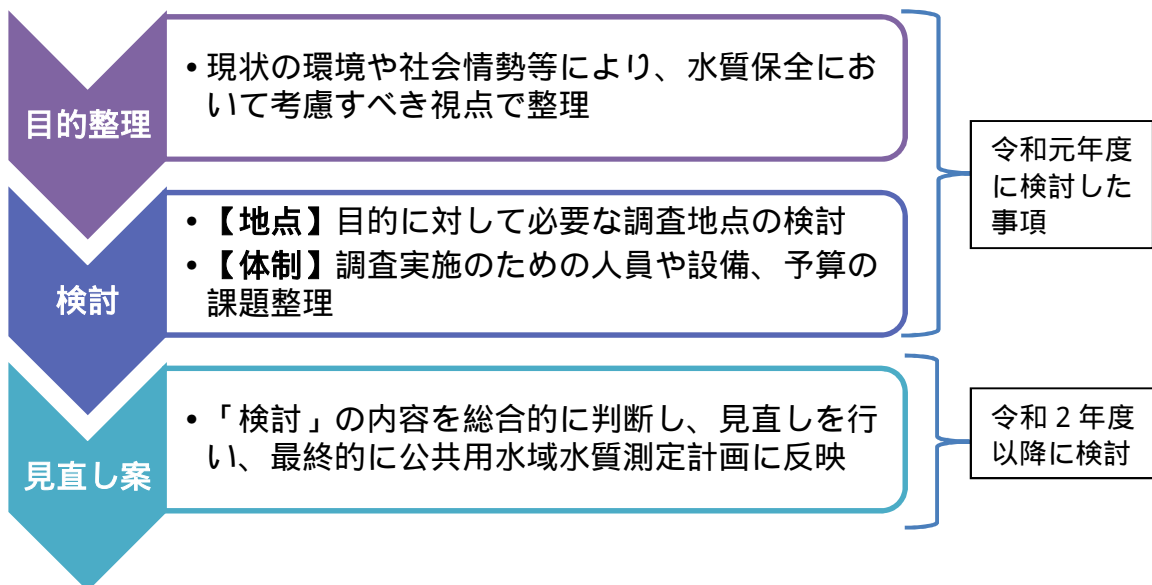 目的整理
• 現状の環境や社会情勢等により、水質保全にお
いて考慮すべき視点で整理
検討
• 【地点】目的に対して必要な調査地点の検討
• 【体制】調査実施のための人員や設備、予算の
課題整理
令和元年度
に検討した
事項
見直し案
• 「検討」の内容を総合的に判断し、見直しを行
い、最終的に公共用水域水質測定計画に反映
令和２年度
以降に検討